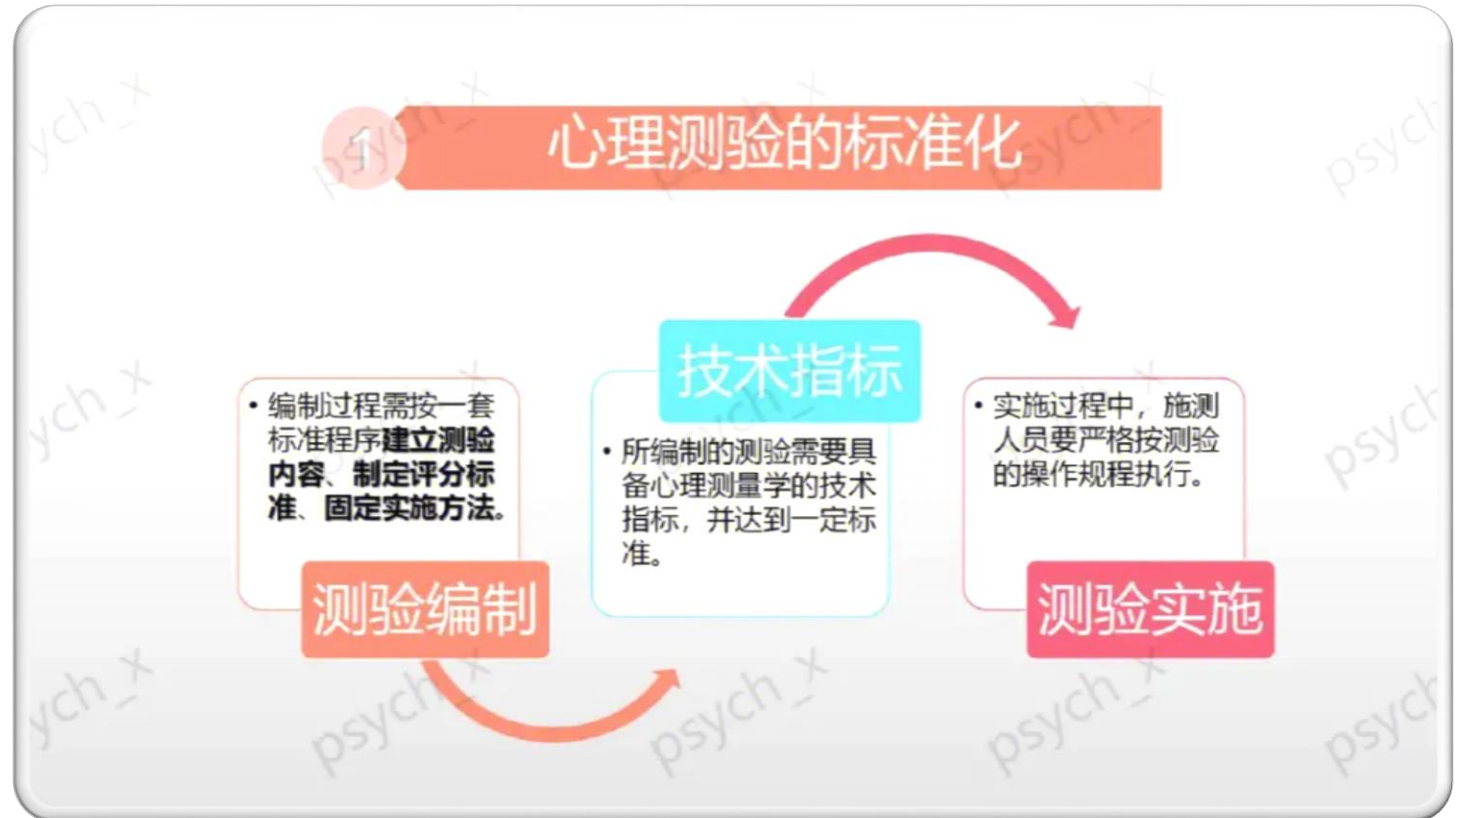 1
心理测验的标准化
• 编制过程需按一套
标准程序建立测验
内容、制定评分标
准、固定实施方法。
测验编制
技术指标
• 所编制的测验需要具
备心理测量学的技术
指标，并达到一定标
准。
• 实施过程中，施测
人员要严格按测验
的操作规程执行。
测验实施
psych_x